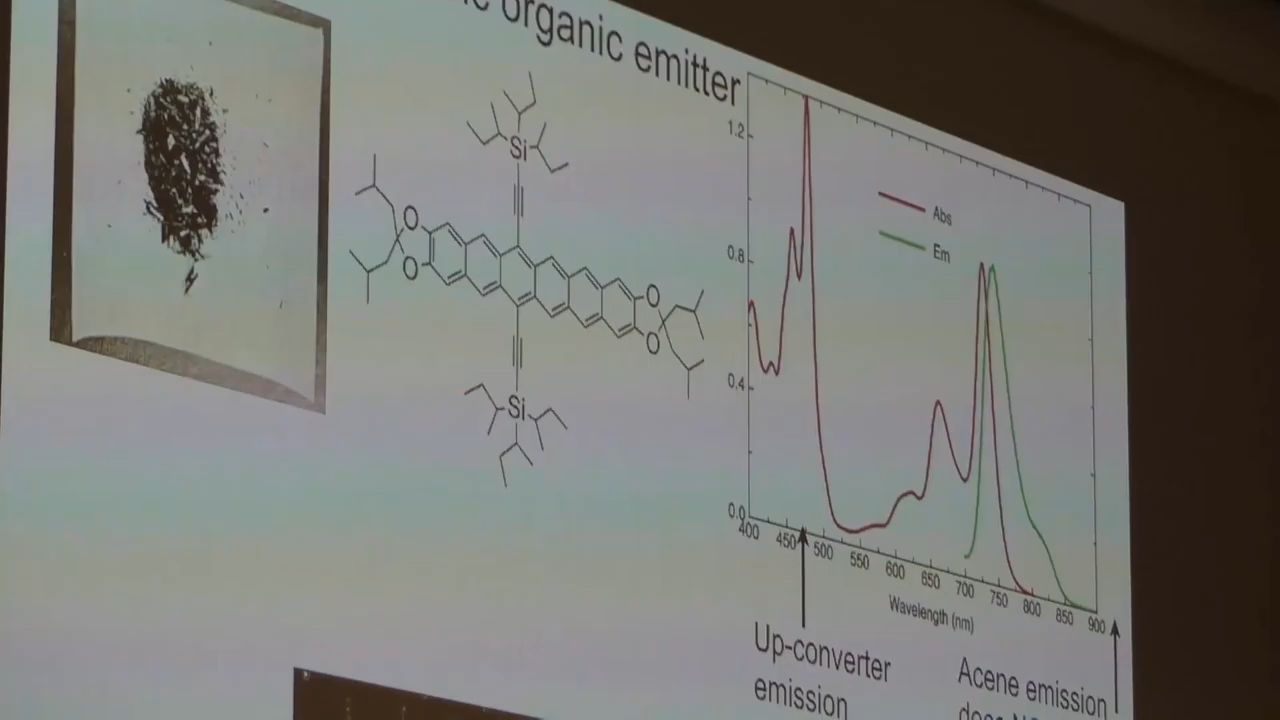 organic emitter
Si
O
O
O
O
Si
1.2
0.8
0.4
0.0
Abs
Em
400 450 500 550 600 650 700 750 800 850 900
Wavelength (nm)
Up-converter
emission
Acene emission